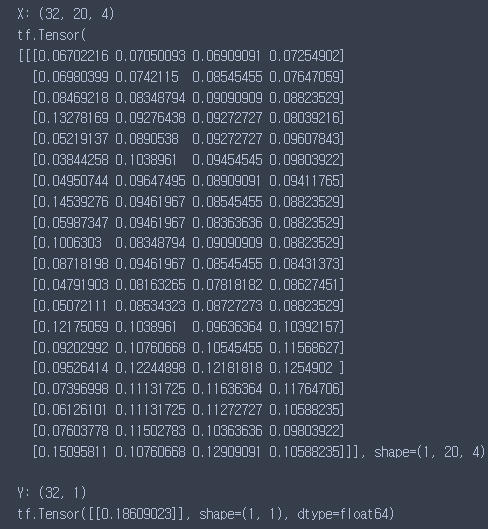 X: (32, 20, 4)
tf.Tensor(
[[[0.06702216 0.07050093 0.06909091 0.07254902]
[0.06980399 0.0742115 0.08545455 0.07647059]
[0.08469218 0.08348794 0.09090909 0.08823529]
[0.13278169 0.09276438 0.09272727 0.08039216]
[0.05219137 0.0890538 0.09272727 0.09607843]
[0.03844258 0.1038961 0.09454545 0.09803922]
[0.04950744 0.09647495 0.08909091 0.09411765]
[0.14539276 0.09461967 0.08545455 0.08823529]
[0.05987347 0.09461967 0.08363636 0.08823529]
[0.1006303 0.08348794 0.09090909 0.08823529]
[0.08718198 0.09461967 0.08545455 0.08431373]
[0.04791903 0.08163265 0.07818182 0.08627451]
[0.05072111 0.08534323 0.08727273 0.08823529]
[0.12175059 0.1038961 0.09636364 0.10392157]
[0.09202992 0.10760668 0.10545455 0.11568627]
[0.09526414 0.12244898 0.12181818 0.1254902 ]
[0.07396998 0.11131725 0.11636364 0.11764706]
[0.06126101 0.11131725 0.11272727 0.10588235]
[0.07603778 0.11502783 0.10363636 0.09803922]
[0.15095811 0.10760668 0.12909091 0.10588235]]], shape=(1, 20, 4)
Y: (32, 1)
tf.Tensor([[0.18609023]], shape=(1, 1), dtype=float64)